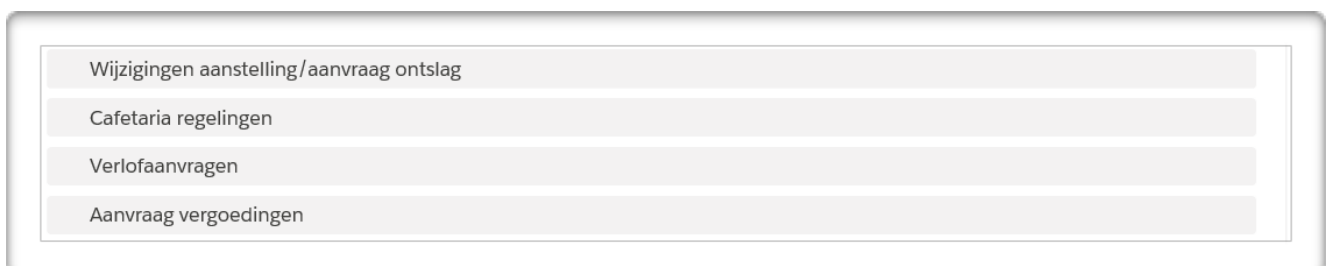 Wijzigingen aanstelling/aanvraag ontslag
Cafetaria regelingen
Verlofaanvragen
Aanvraag vergoedingen